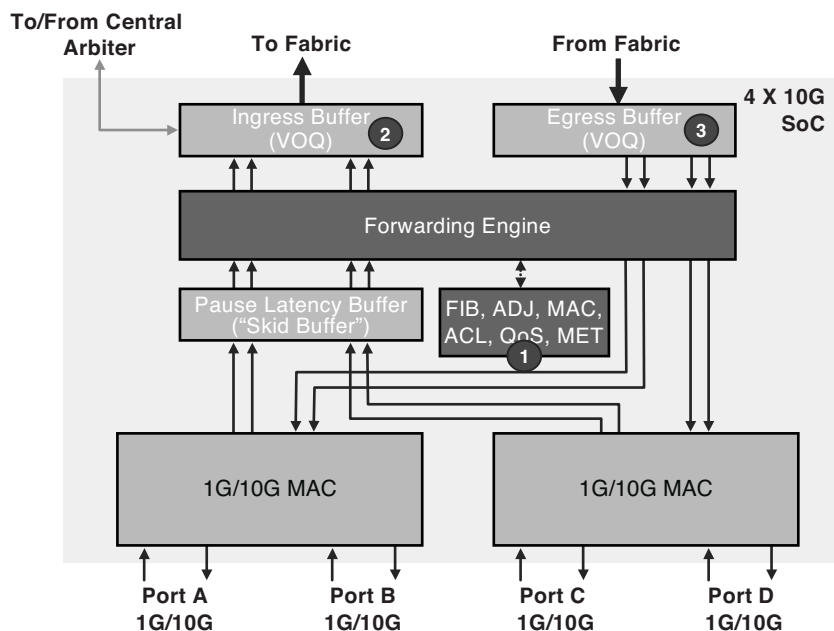 To/From Central
Arbiter
To Fabric
From Fabric
4 X 10G
SoC
Ingress Buffer
(VOQ)
2
Egress Buffer
(VOQ)
3
Forwarding Engine
Pause Latency Buffer
(“Skid Buffer”)
FIB, ADJ, MAC,
ACL, QoS, MET
1
1G/10G MAC
1G/10G MAC
Port A
1G/10G
Port B
1G/10G
Port C
1G/10G
Port D
1G/10G